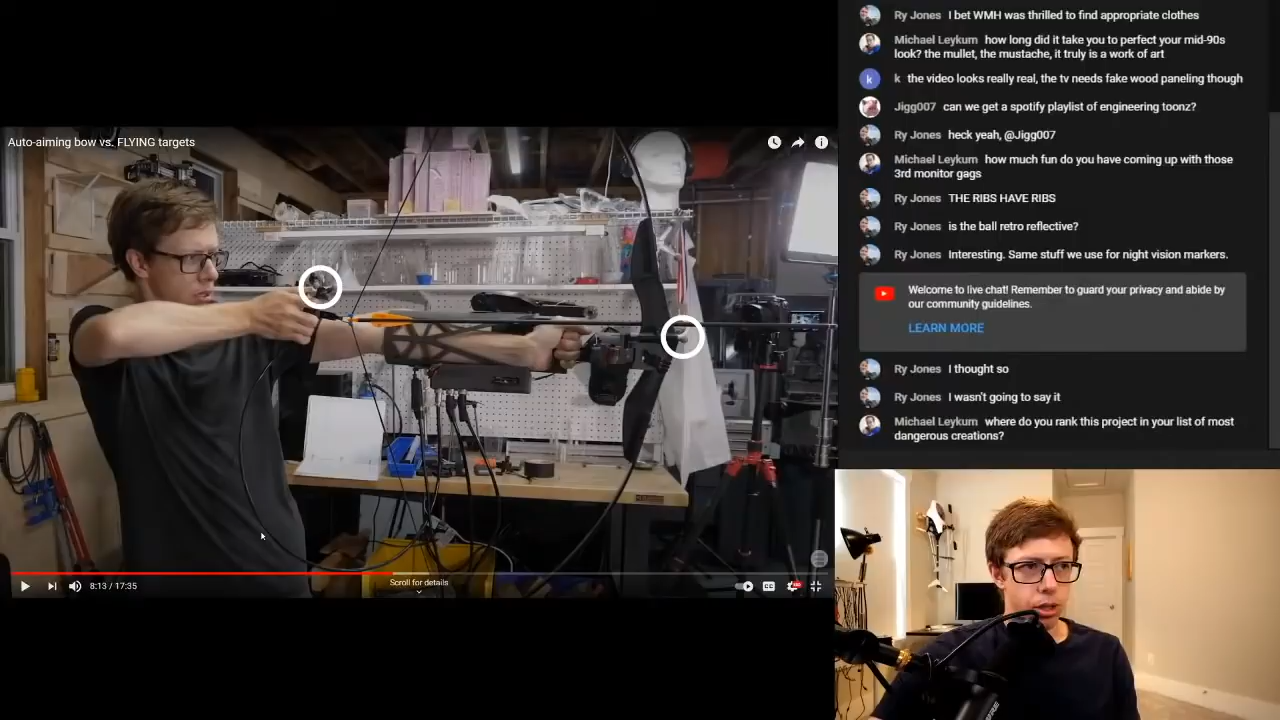 Ry Jones I bet WMH was thrilled to find appropriate clothes
Michael Leykum how long did it take you to perfect your mid-90s
look? the mullet, the mustache, it truly is a work of art
k the video looks really real, the tv needs fake wood paneling though
Jigg007 can we get a spotify playlist of engineering toonz?
Ry Jones heck yeah, @Jigg007
Michael Leykum how much fun do you have coming up with those
3rd monitor gags
Ry Jones THE RIBS HAVE RIBS
Ry Jones is the ball retro reflective?
Ry Jones Interesting. Same stuff we use for night vision markers.
Welcome to live chat! Remember to guard your privacy and abide by
our community guidelines.
LEARN MORE
Ry Jones I thought so
Ry Jones I wasn't going to say it
Michael Leykum where do you rank this project in your list of most
dangerous creations?
Auto-aiming bow vs. FLYING targets
8:13 / 17:35
Scroll for details